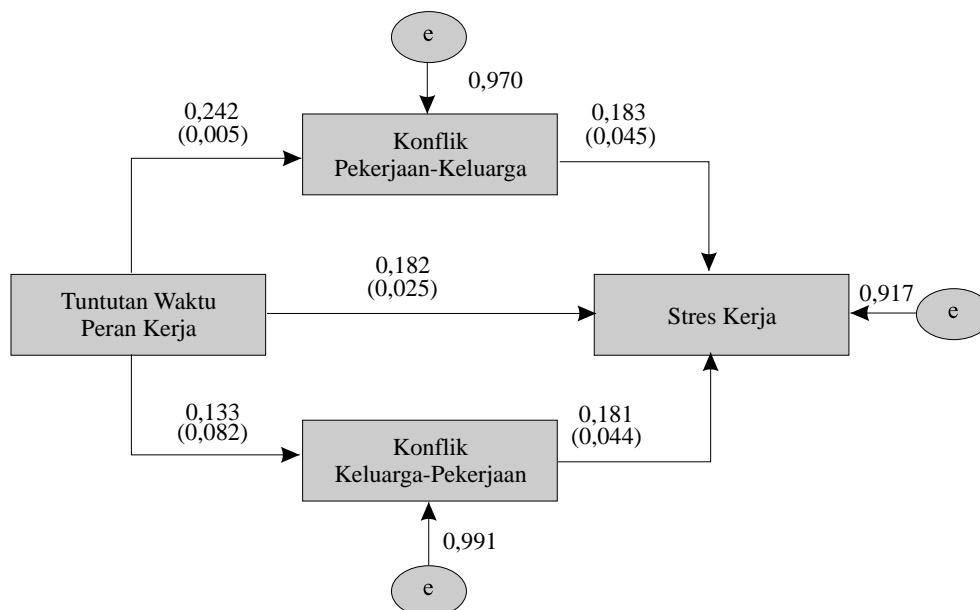 e
0,970
0,242
(0,005)
Konflik
Pekerjaan-Keluarga
0,183
(0,045)
Tuntutan Waktu
Peran Kerja
0,182
(0,025)
Stres Kerja
0,917
e
0,133
(0,082)
Konflik
Keluarga-Pekerjaan
0,181
(0,044)
0,991
e